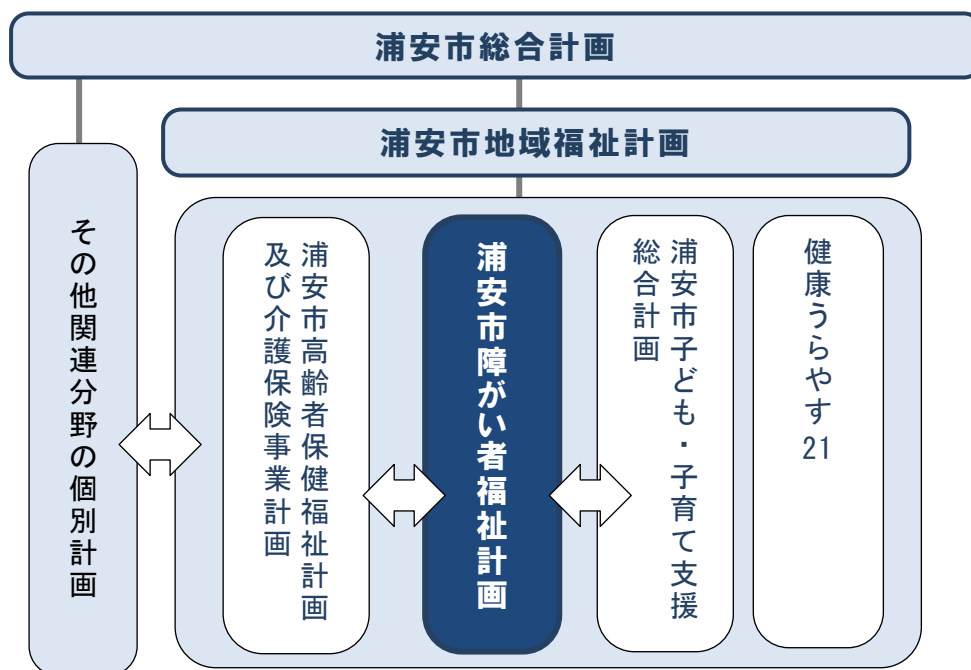 浦安市総合計画
浦安市地域福祉計画
その他関連分野の個別計画
浦安市高齢者保健福祉計画
及び介護保険事業計画
浦安市障がい者福祉計画
浦安市子ども・子育て支援
総合計画
健康うらやす21